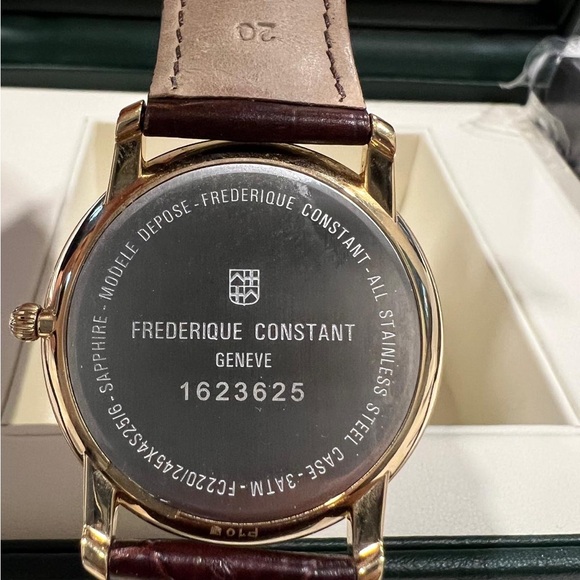 20
FREDERIQUE CONSTANT-ALL STAINLESS STEEL CASE-3ATM-FC220/245X4S25/6-SAPPHIRE-MODELE DEPOSE-
FREDERIQUE CONSTANT
GENEVE
1623625